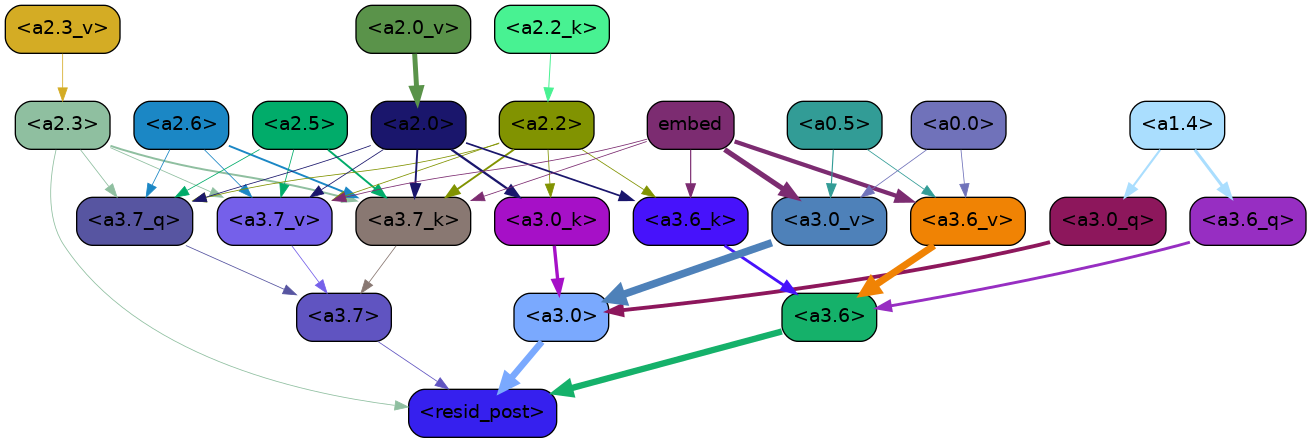 <a2.3_v> <a2.0_v> <a2.2_k>
<a2.3> <a2.6> <a2.5> <a2.0> <a2.2> embed <a0.5> <a0.0> <a1.4>
<a3.7_q> <a3.7_v> <a3.7_k> <a3.0_k> <a3.6_k> <a3.0_v> <a3.6_v> <a3.0_q> <a3.6_q>
<a3.7> <a3.0> <a3.6>
<resid_post>